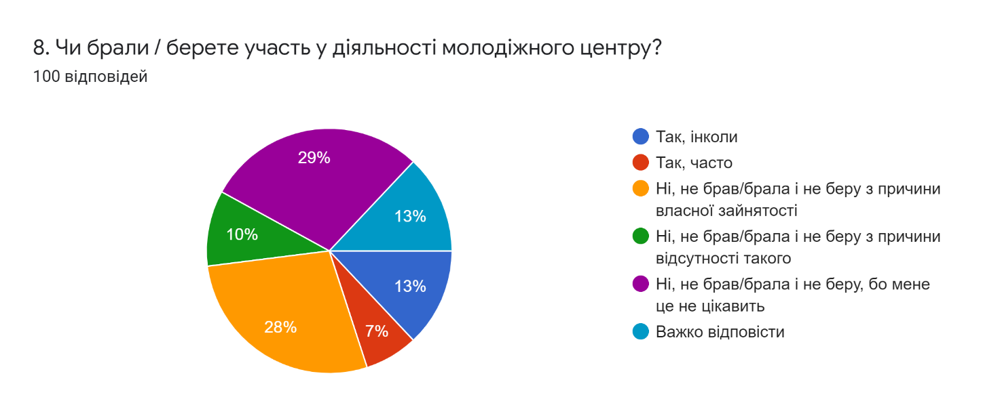 8. Чи брали / берете участь у діяльності молодіжного центру?
100 відповідей
29%
13%
10%
13%
28%
7%
Так, інколи
Так, часто
Ні, не брав/брала і не беру з причини
власної зайнятості
Ні, не брав/брала і не беру з причини
відсутності такого
Ні, не брав/брала і не беру, бо мене
це не цікавить
Важко відповісти